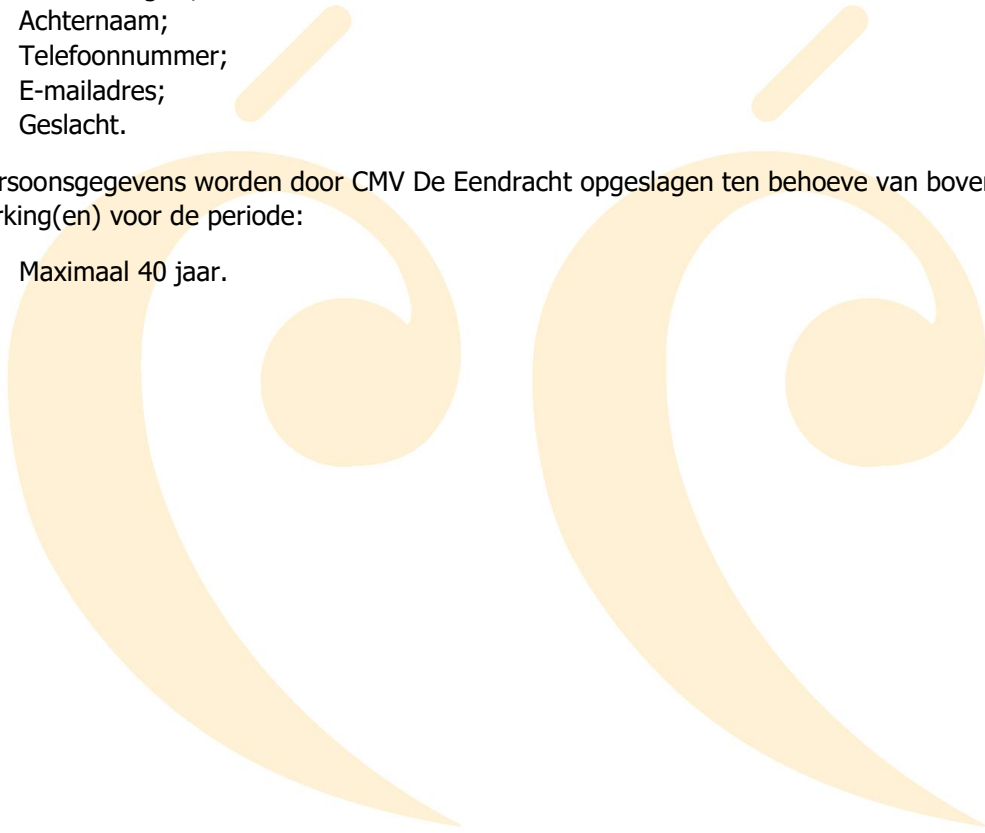 Achternaam;
Telefoonnummer;
E-mailadres;
Geslacht.
rsoonsgegevens worden door CMV De Eendracht opgeslagen ten behoeve van bover
rking(en) voor de periode:
Maximaal 40 jaar.